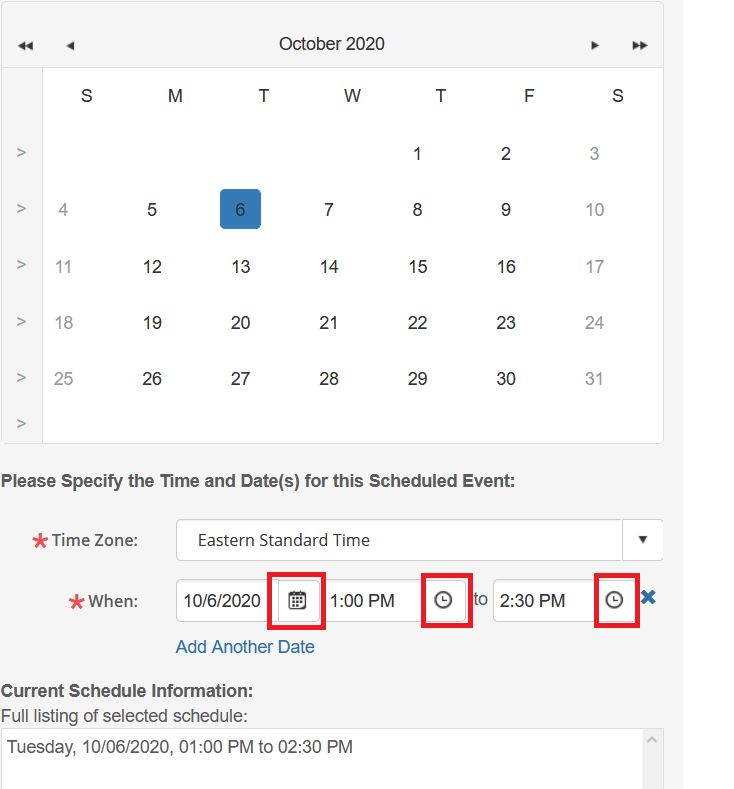 October 2020
S M T W T F S
> 1 2 3
> 4 5 6 7 8 9 10
> 11 12 13 14 15 16 17
> 18 19 20 21 22 23 24
> 25 26 27 28 29 30 31
>
Please Specify the Time and Date(s) for this Scheduled Event:
* Time Zone: Eastern Standard Time
* When: 10/6/2020 1:00 PM to 2:30 PM
Add Another Date
Current Schedule Information:
Full listing of selected schedule:
Tuesday, 10/06/2020, 01:00 PM to 02:30 PM